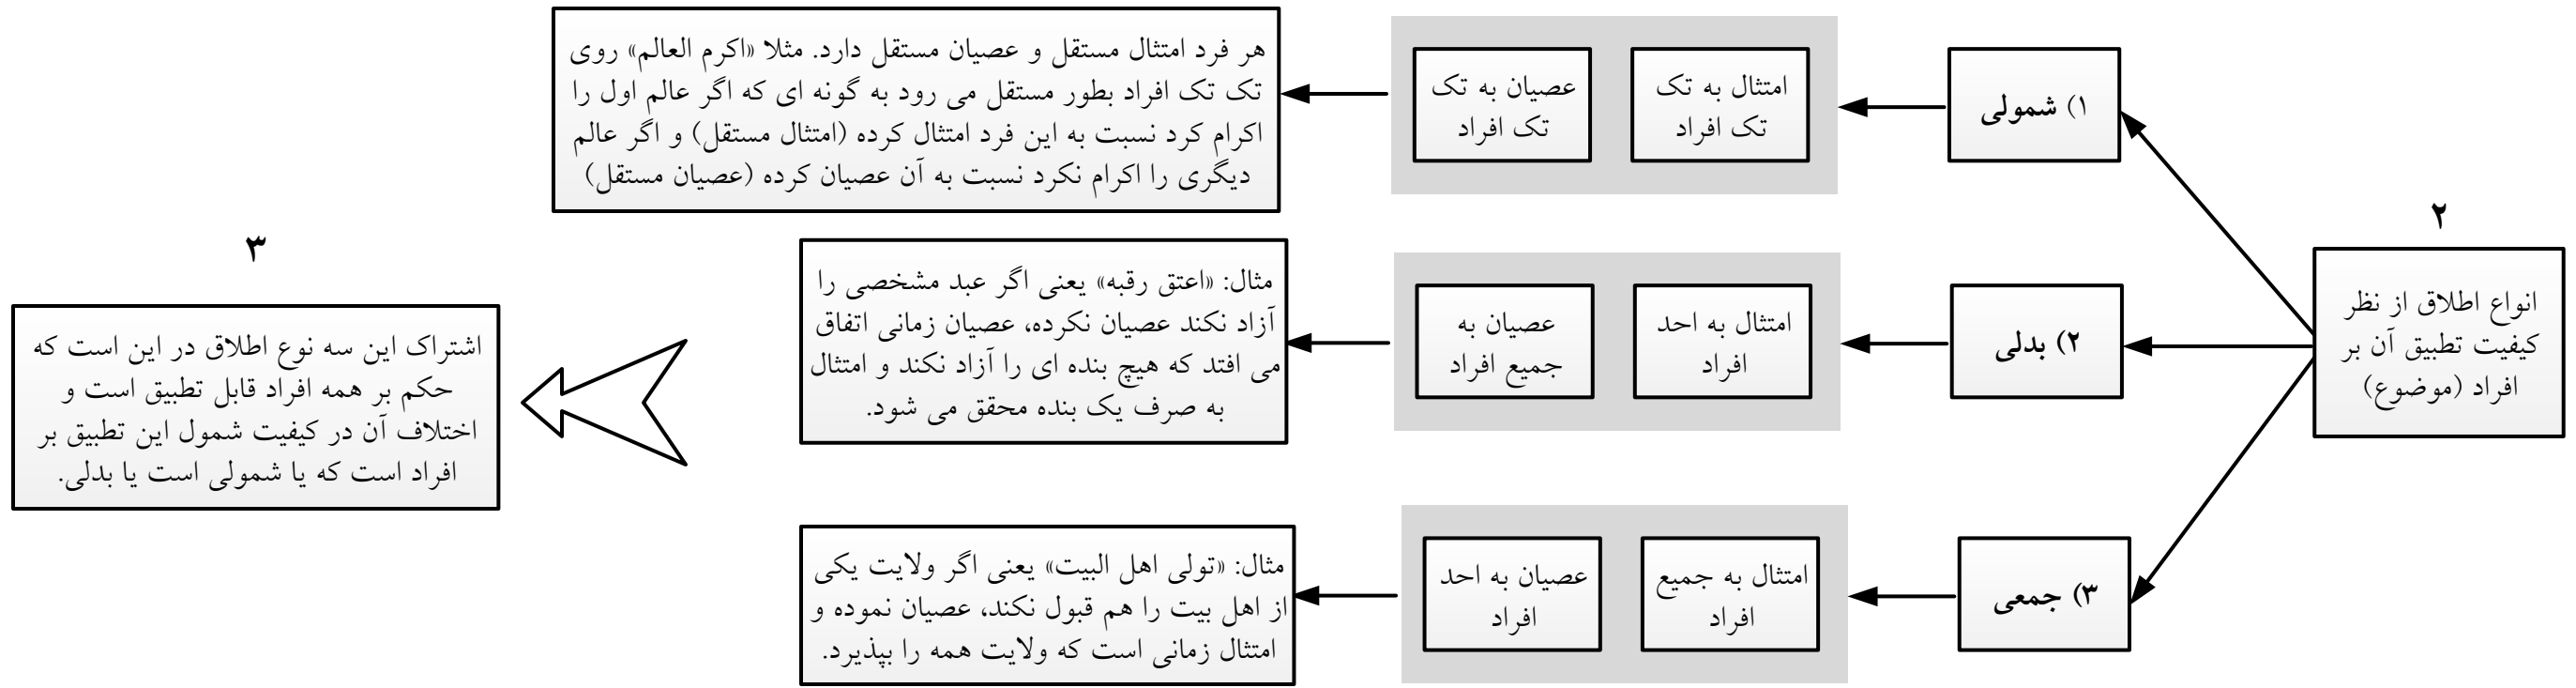 ۲
انواع اطلاق از نظر
کیفیت تطبیق آن بر
افراد (موضوع)
۱) شمولی
امتثال به تک
تک افراد
عصیان به تک
تک افراد
هر فرد امتثال مستقل و عصیان مستقل دارد. مثلا «اکرم العالم» روی
تک تک افراد بطور مستقل می رود به گونه ای که اگر عالم اول را
اکرام کرد نسبت به این فرد امتثال کرده (امتثال مستقل) و اگر عالم
دیگری را اکرام نکرد نسبت به آن عصیان کرده (عصیان مستقل)
۲) بدلی
امتثال به احد
افراد
عصیان به
جمیع افراد
مثال: «اعتق رقبه» یعنی اگر عبد مشخصی را
آزاد نکند عصیان نکرده، عصیان زمانی اتفاق
می افتد که هیچ بنده ای را آزاد نکند و امتثال
به صرف یک بنده محقق می شود.
۳) جمعی
امتثال به جمیع
افراد
عصیان به احد
افراد
مثال: «تولی اهل البیت» یعنی اگر ولایت یکی
از اهل بیت را هم قبول نکند، عصیان نموده و
امتثال زمانی است که ولایت همه را بپذیرد.
۳
اشتراک این سه نوع اطلاق در این است که
حکم بر همه افراد قابل تطبیق است و
اختلاف آن در کیفیت شمول این تطبیق بر
افراد است که یا شمولی است یا بدلی.